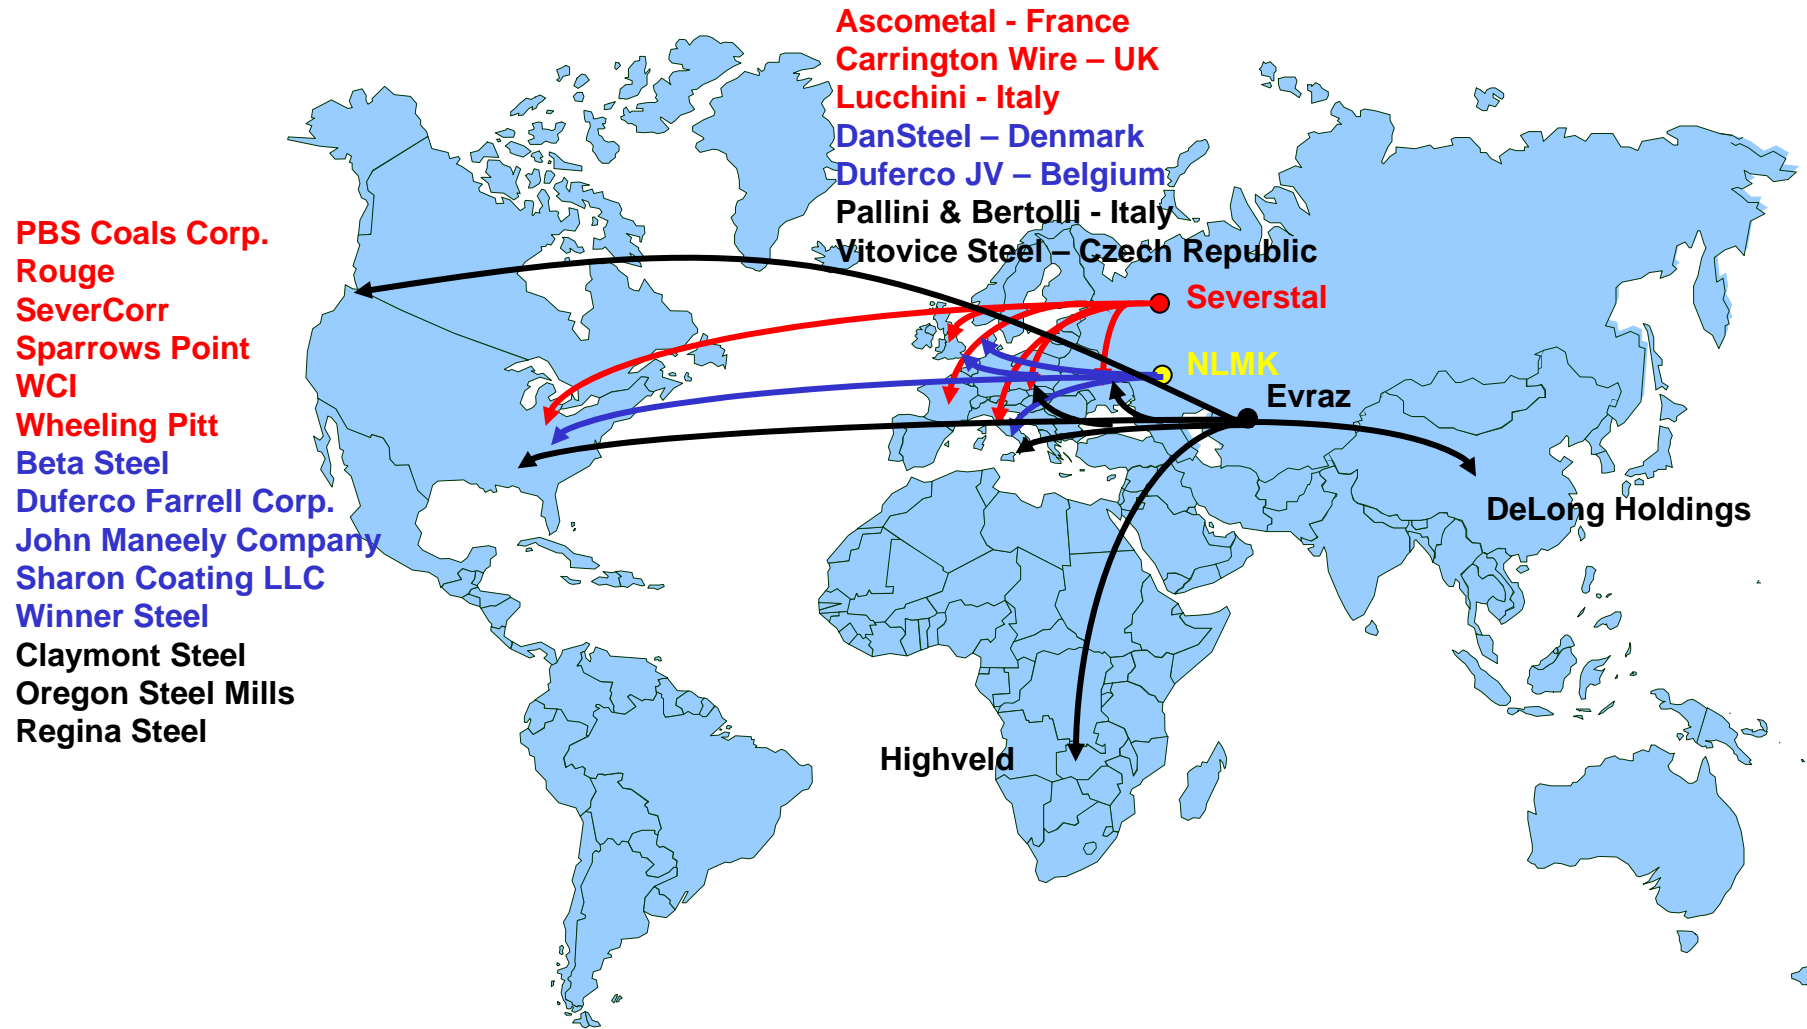 Ascometal - France
Carrington Wire – UK
Lucchini - Italy
DanSteel – Denmark
Duferco JV – Belgium
Pallini & Bertolli - Italy
Vitovice Steel – Czech Republic
PBS Coals Corp.
Rouge
SeverCorr
Sparrows Point
WCI
Wheeling Pitt
Beta Steel
Duferco Farrell Corp.
John Maneely Company
Sharon Coating LLC
Winner Steel
Claymont Steel
Oregon Steel Mills
Regina Steel
Severstal
NLMK
Evraz
DeLong Holdings
Highveld